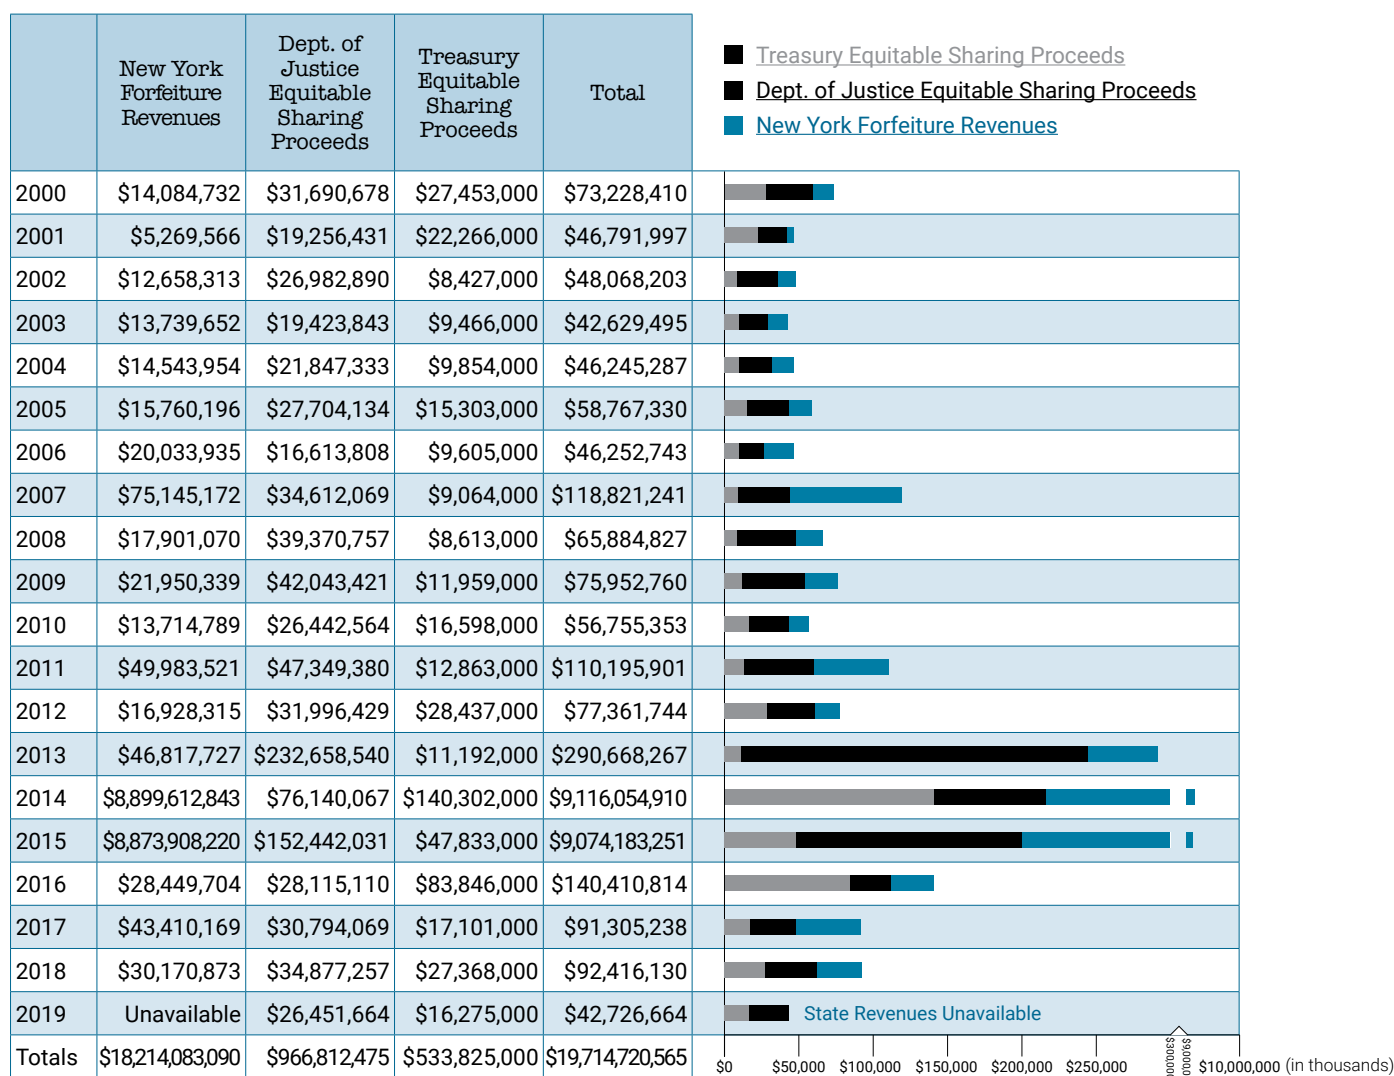 New York Forfeiture Revenues
Dept. of Justice Equitable Sharing Proceeds
Treasury Equitable Sharing Proceeds
Total
Treasury Equitable Sharing Proceeds
Dept. of Justice Equitable Sharing Proceeds
New York Forfeiture Revenues
2000 $14,084,732 $31,690,678 $27,453,000 $73,228,410
2001 $5,269,566 $19,256,431 $22,266,000 $46,791,997
2002 $12,658,313 $26,982,890 $8,427,000 $48,068,203
2003 $13,739,652 $19,423,843 $9,466,000 $42,629,495
2004 $14,543,954 $21,847,333 $9,854,000 $46,245,287
2005 $15,760,196 $27,704,134 $15,303,000 $58,767,330
2006 $20,033,935 $16,613,808 $9,605,000 $46,252,743
2007 $75,145,172 $34,612,069 $9,064,000 $118,821,241
2008 $17,901,070 $39,370,757 $8,613,000 $65,884,827
2009 $21,950,339 $42,043,421 $11,959,000 $75,952,760
2010 $13,714,789 $26,442,564 $16,598,000 $56,755,353
2011 $49,983,521 $47,349,380 $12,863,000 $110,195,901
2012 $16,928,315 $31,996,429 $28,437,000 $77,361,744
2013 $46,817,727 $232,658,540 $11,192,000 $290,668,267
2014 $8,899,612,843 $76,140,067 $140,302,000 $9,116,054,910
2015 $8,873,908,220 $152,442,031 $47,833,000 $9,074,183,251
2016 $28,449,704 $28,115,110 $83,846,000 $140,410,814
2017 $43,410,169 $30,794,069 $17,101,000 $91,305,238
2018 $30,170,873 $34,877,257 $27,368,000 $92,416,130
2019 Unavailable $26,451,664 $16,275,000 $42,726,664 State Revenues Unavailable
Totals $18,214,083,090 $966,812,475 $533,825,000 $19,714,720,565
$0 $50,000 $100,000 $150,000 $200,000 $250,000 $10,000,000 (in thousands)